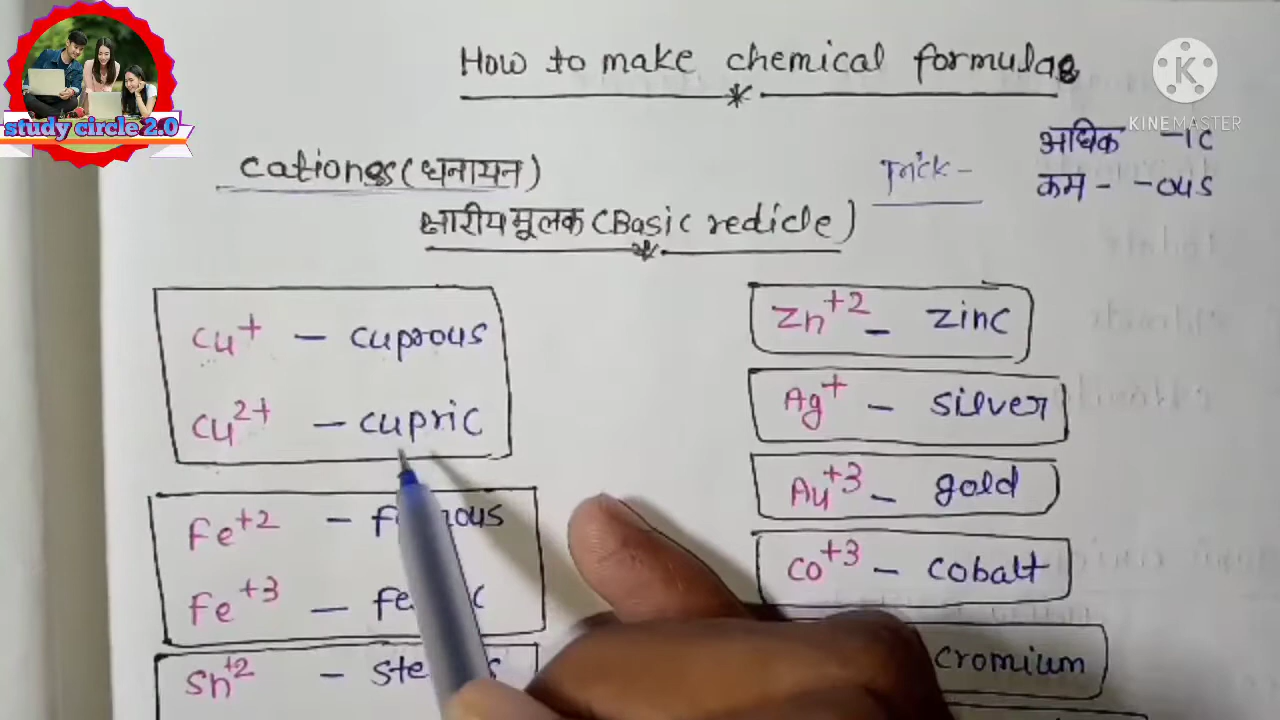 study circle 2.0
How to make chemical formulas
KINEMASTER
अधिक -ic
कम - -ous
Trick -
Cationgs (धनायन)
क्षारीय मूलक (Basic redicle)
Cu+ - cuprous
Cu2+ - cupric
Fe+2
Fe+3
Sn+2
Zn+2 - zinc
Ag+ - silver
Au+3 - gold
Co+3 - cobalt
cromium